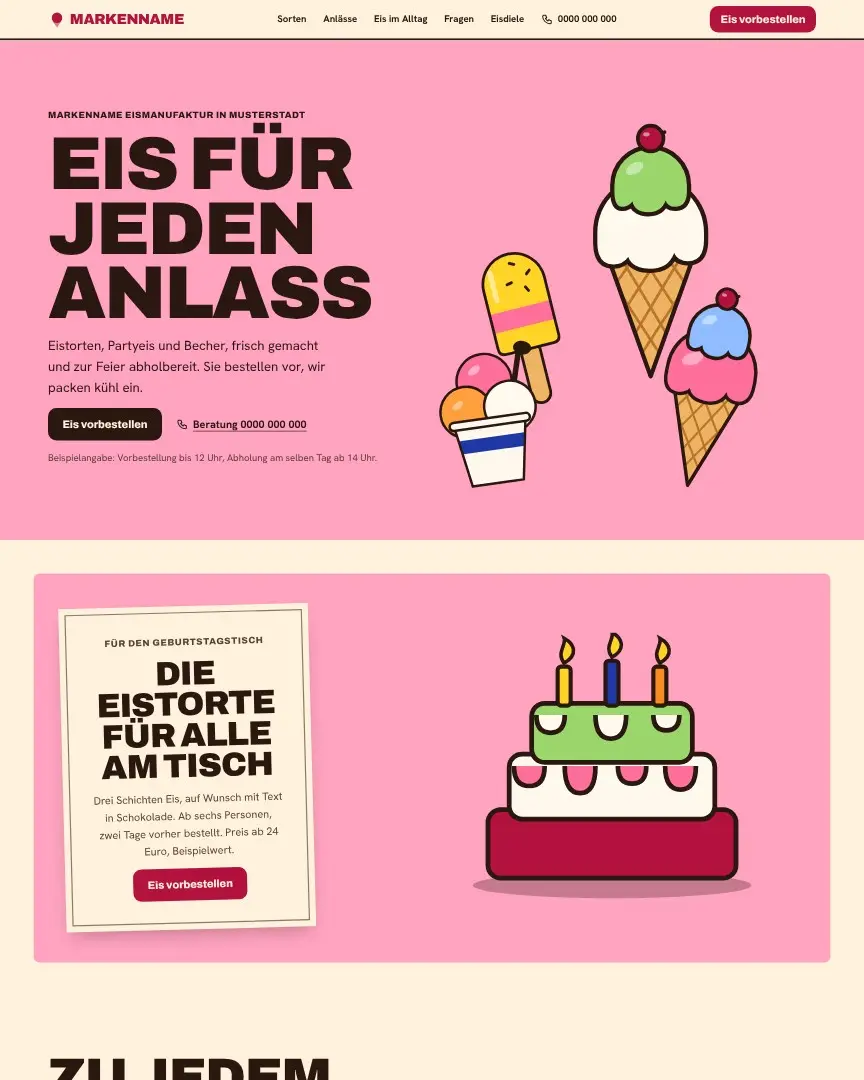 MARKENNAME
Sorten
Anlässe
Eis im Alltag
Fragen
Eisdiele
0000 000 000
Eis vorbestellen
MARKENNAME EISMANUFAKTUR IN MUSTERSTADT
EIS FÜR
JEDEN
ANLASS
Eistorten, Partyeis und Becher, frisch gemacht
und zur Feier abholbereit. Sie bestellen vor, wir
packen kühl ein.
Eis vorbestellen
Beratung 0000 000 000
Beispielangabe: Vorbestellung bis 12 Uhr, Abholung am selben Tag ab 14 Uhr.
FÜR DEN GEBURTSTAGSTISCH
DIE
EISTORTE
FÜR ALLE
AM TISCH
Drei Schichten Eis, auf Wunsch mit Text
in Schokolade. Ab sechs Personen,
zwei Tage vorher bestellt. Preis ab 24
Euro, Beispielwert.
Eis vorbestellen
ZU JEDEM